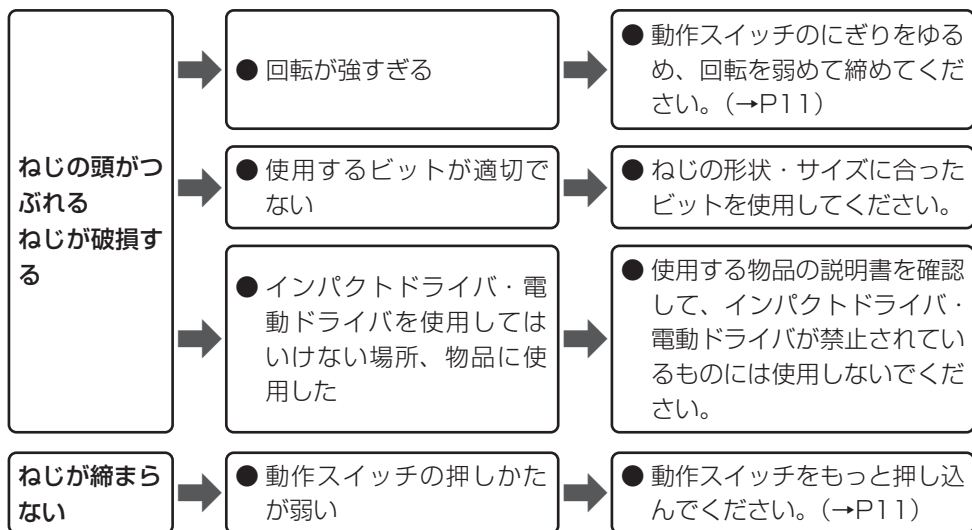 ねじの頭がつ
ぶれる
ねじが破損す
る
● 回転が強すぎる
● 動作スイッチのにぎりをゆる
め、回転を弱めて締めてくだ
さい。（→P11）
● 使用するビットが適切で
ない
● ねじの形状・サイズに合った
ビットを使用してください。
● インパクトドライバ・電
動ドライバを使用しては
いけない場所、物品に使
用した
● 使用する物品の説明書を確認
して、インパクトドライバ・
電動ドライバが禁止されてい
るものには使用しないでくだ
さい。
ねじが締まら
ない
● 動作スイッチの押しかた
が弱い
● 動作スイッチをもっと押し込
んでください。（→P11）